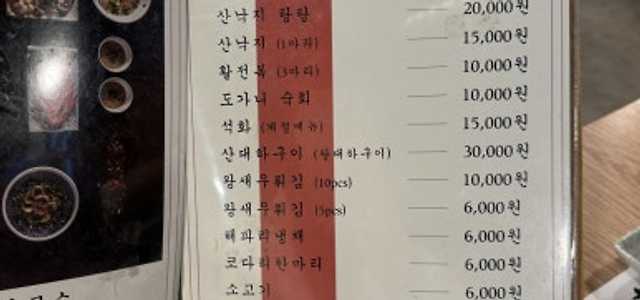 산낙지 탕탕 20,000원
산낙지 (1마리) 15,000원
활전복 (3마리) 10,000원
도가니 수회 10,000원
석화 (계절메뉴) 15,000원
산대하구이 (왕대하구이) 30,000원
왕새우튀김 (10pcs) 10,000원
왕새우튀김 (5pcs) 6,000원
해파리냉채 6,000원
코다리한마리 6,000원
소고기 6,000원